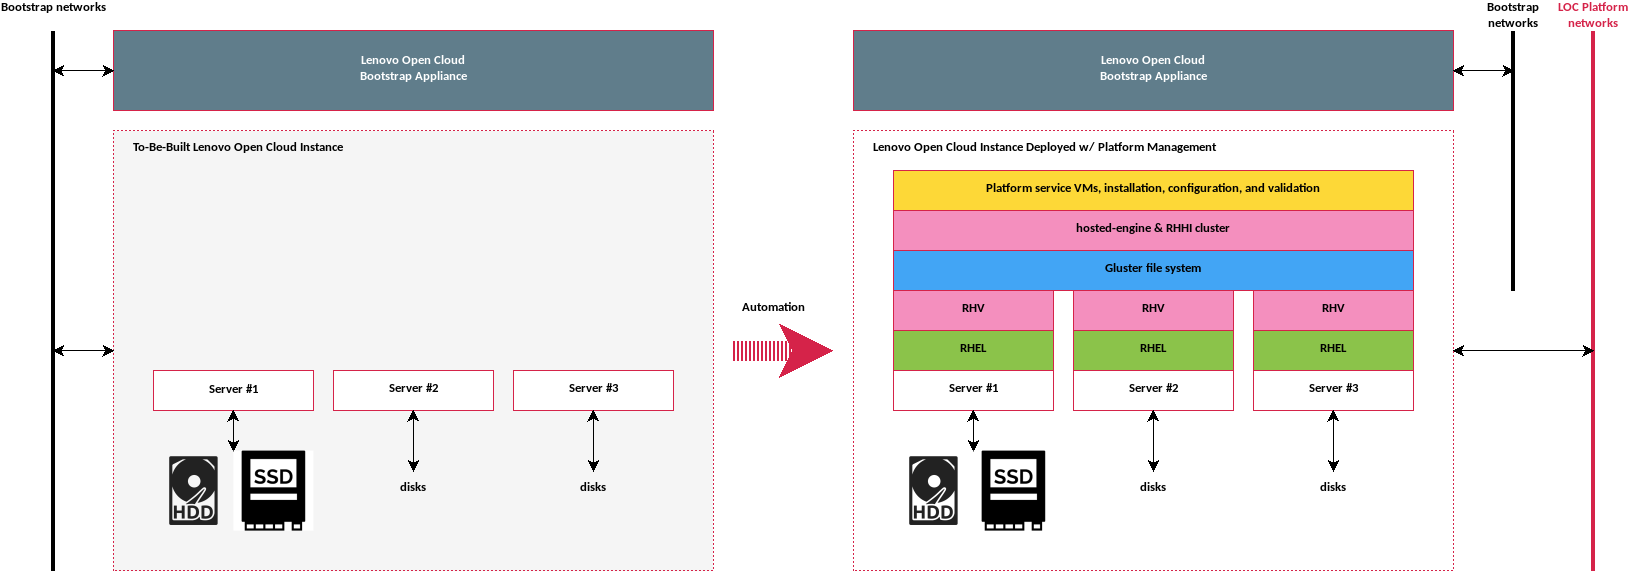 Bootstrap networks
Lenovo Open Cloud
Bootstrap Appliance
To-Be-Built Lenovo Open Cloud Instance
Server #1
Server #2
Server #3
HDD
SSD
disks
disks
Automation
Lenovo Open Cloud
Bootstrap Appliance
Bootstrap
networks
LOC Platform
networks
Lenovo Open Cloud Instance Deployed w/ Platform Management
Platform service VMs, installation, configuration, and validation
hosted-engine & RHHI cluster
Gluster file system
RHV
RHV
RHV
RHEL
RHEL
RHEL
Server #1
Server #2
Server #3
HDD
SSD
disks
disks